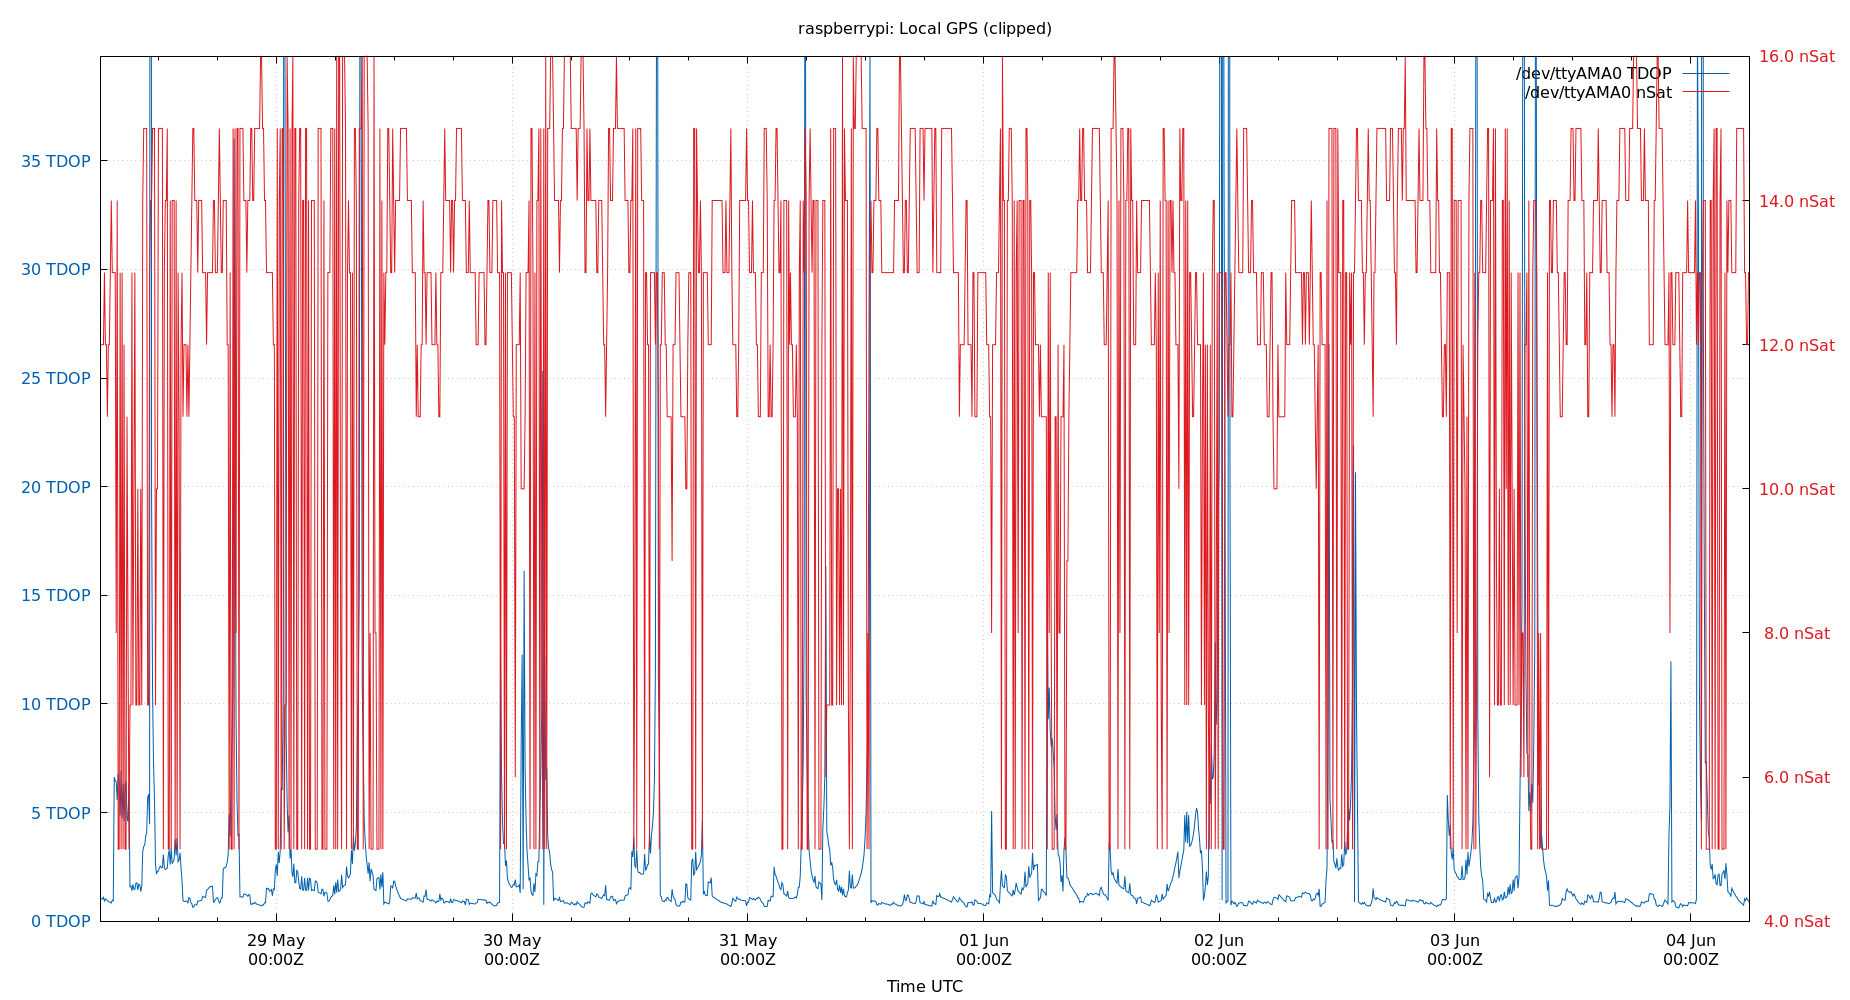 raspberrypi: Local GPS (clipped)
16.0 nSat
/dev/ttyAMA0 TDOP
/dev/ttyAMA0 nSat
35 TDOP
14.0 nSat
30 TDOP
12.0 nSat
25 TDOP
20 TDOP
10.0 nSat
15 TDOP
8.0 nSat
10 TDOP
6.0 nSat
5 TDOP
0 TDOP
4.0 nSat
29 May 30 May 31 May 01 Jun 02 Jun 03 Jun 04 Jun
00:00Z 00:00Z 00:00Z 00:00Z 00:00Z 00:00Z 00:00Z
Time UTC